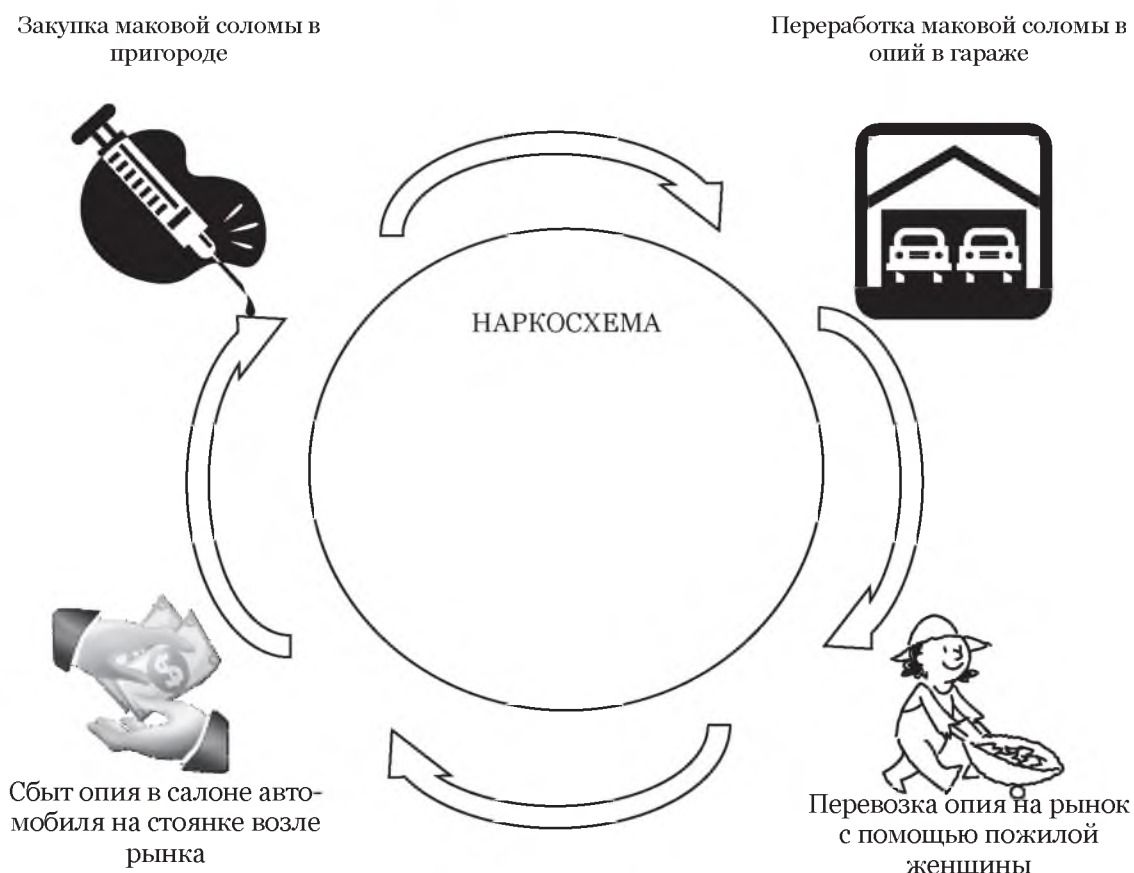 Закупка маковой соломы в
пригороде
Переработка маковой соломы в
опий в гараже
НАРКОСХЕМА
Сбыт опия в салоне авто-
мобиля на стоянке возле
рынка
Перевозка опия на рынок
с помощью пожилой
женщины